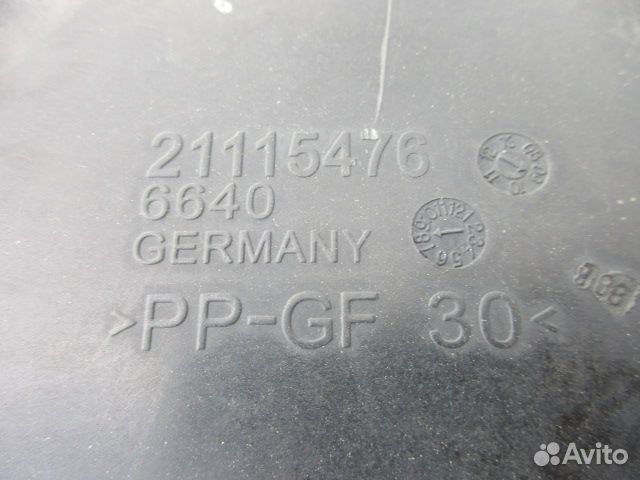 21115476
6640
GERMANY
>PP-GF 30<
Avito